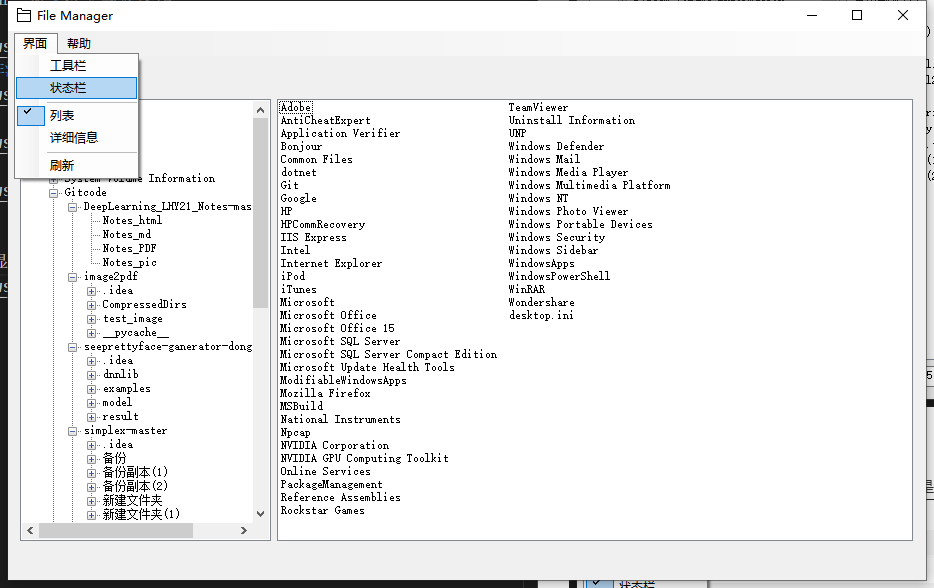 File Manager
界面 帮助
工具栏
状态栏
列表
详细信息
刷新
System Volume Information
Gitcode
DeepLearning_LHY21_Notes-mas
Notes_html
Notes_md
Notes_PDF
Notes_pic
image2pdf
.idea
CompressedDirs
test_image
__pycache__
seeprettyface-ganerator-dong
.idea
dnnlib
examples
model
result
simplex-master
.idea
备份
备份副本(1)
备份副本(2)
新建文件夹
新建文件夹(1)
Adobe
AntiCheatExpert
Application Verifier
Bonjour
Common Files
dotnet
Git
Google
HP
HPCommRecovery
IIS Express
Intel
Internet Explorer
iPod
iTunes
Microsoft
Microsoft Office
Microsoft Office 15
Microsoft SQL Server
Microsoft SQL Server Compact Edition
Microsoft Update Health Tools
ModifiableWindowsApps
Mozilla Firefox
MSBuild
National Instruments
Npcap
NVIDIA Corporation
NVIDIA GPU Computing Toolkit
Online Services
PackageManagement
Reference Assemblies
Rockstar Games
TeamViewer
Uninstall Information
UNP
Windows Defender
Windows Mail
Windows Media Player
Windows Multimedia Platform
Windows NT
Windows Photo Viewer
Windows Portable Devices
Windows Security
Windows Sidebar
WindowsApps
WindowsPowerShell
WinRAR
Wondershare
desktop.ini
状态栏